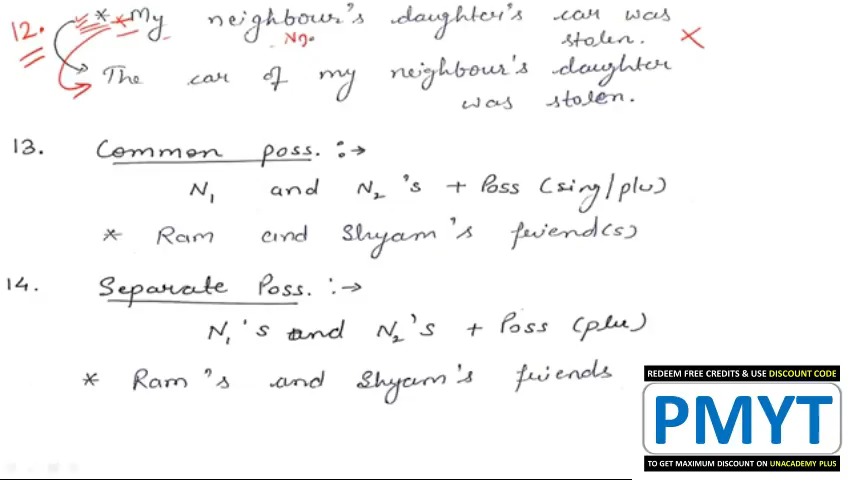 12. * My neighbour's daughter's car was
No.
stolen. ×
The car of my neighbour's daughter
was stolen.
13. Common poss. :→
N₁ and N₂'s + Poss (sing/plu)
* Ram and Shyam's friend(s)
14. Separate Poss. :→
N₁'s and N₂'s + Poss (plu)
* Ram's and Shyam's friends
REDEEM FREE CREDITS & USE DISCOUNT CODE
PMYT
TO GET MAXIMUM DISCOUNT ON UNACADEMY PLUS